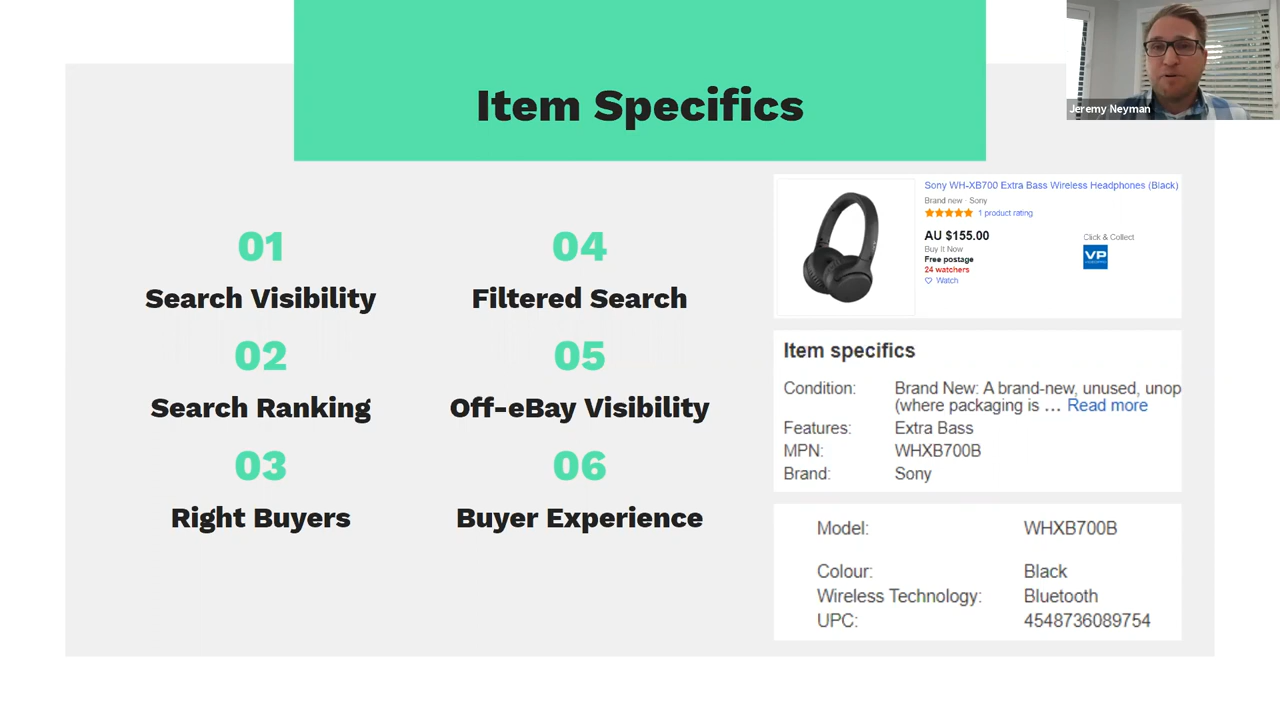 Item Specifics
Jeremy Neyman
01
Search Visibility
02
Search Ranking
03
Right Buyers
04
Filtered Search
05
Off-eBay Visibility
06
Buyer Experience
Sony WH-XB700 Extra Bass Wireless Headphones (Black)
Brand new · Sony
1 product rating
AU $155.00
Buy It Now
Free postage
24 watchers
Watch
Click & Collect
VP
Item specifics
Condition: Brand New: A brand-new, unused, unop
(where packaging is ... Read more
Features: Extra Bass
MPN: WHXB700B
Brand: Sony
Model: WHXB700B
Colour: Black
Wireless Technology: Bluetooth
UPC: 4548736089754